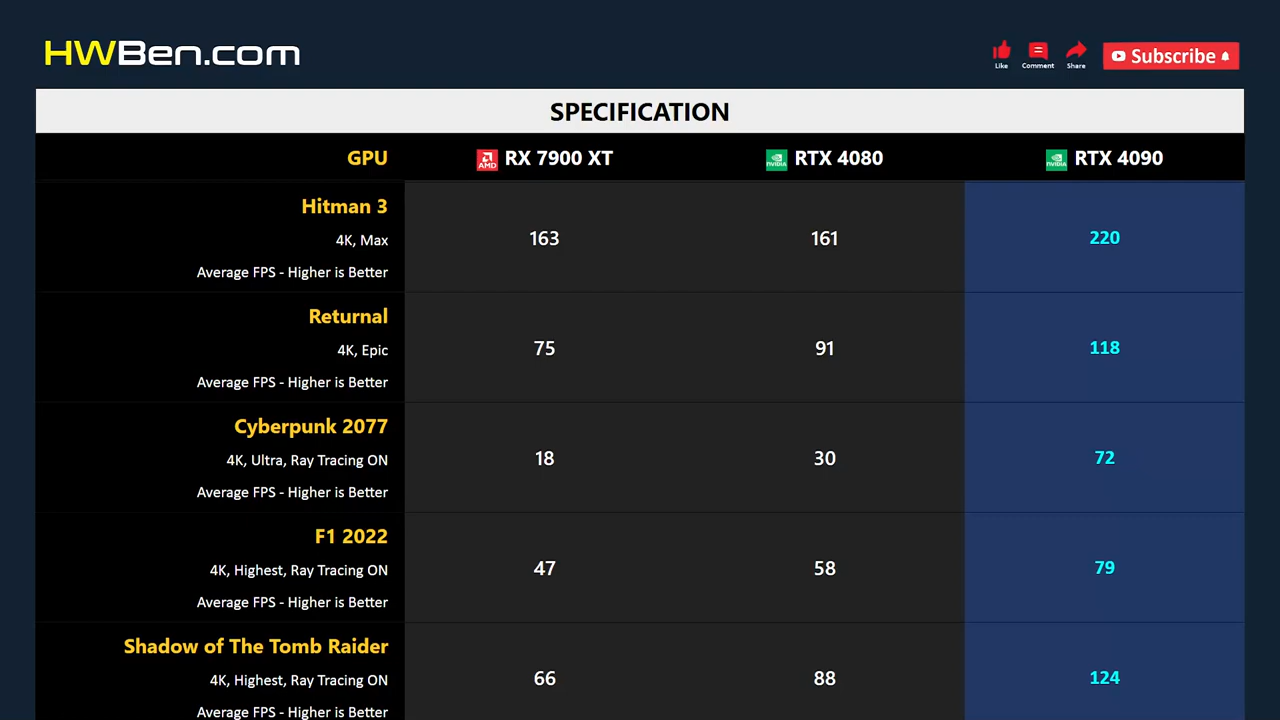 HWBen.com
Like Comment Share Subscribe
SPECIFICATION
GPU AMD RX 7900 XT NVIDIA RTX 4080 NVIDIA RTX 4090
Hitman 3
4K, Max 163 161 220
Average FPS - Higher is Better
Returnal
4K, Epic 75 91 118
Average FPS - Higher is Better
Cyberpunk 2077
4K, Ultra, Ray Tracing ON 18 30 72
Average FPS - Higher is Better
F1 2022
4K, Highest, Ray Tracing ON 47 58 79
Average FPS - Higher is Better
Shadow of The Tomb Raider
4K, Highest, Ray Tracing ON 66 88 124
Average FPS - Higher is Better